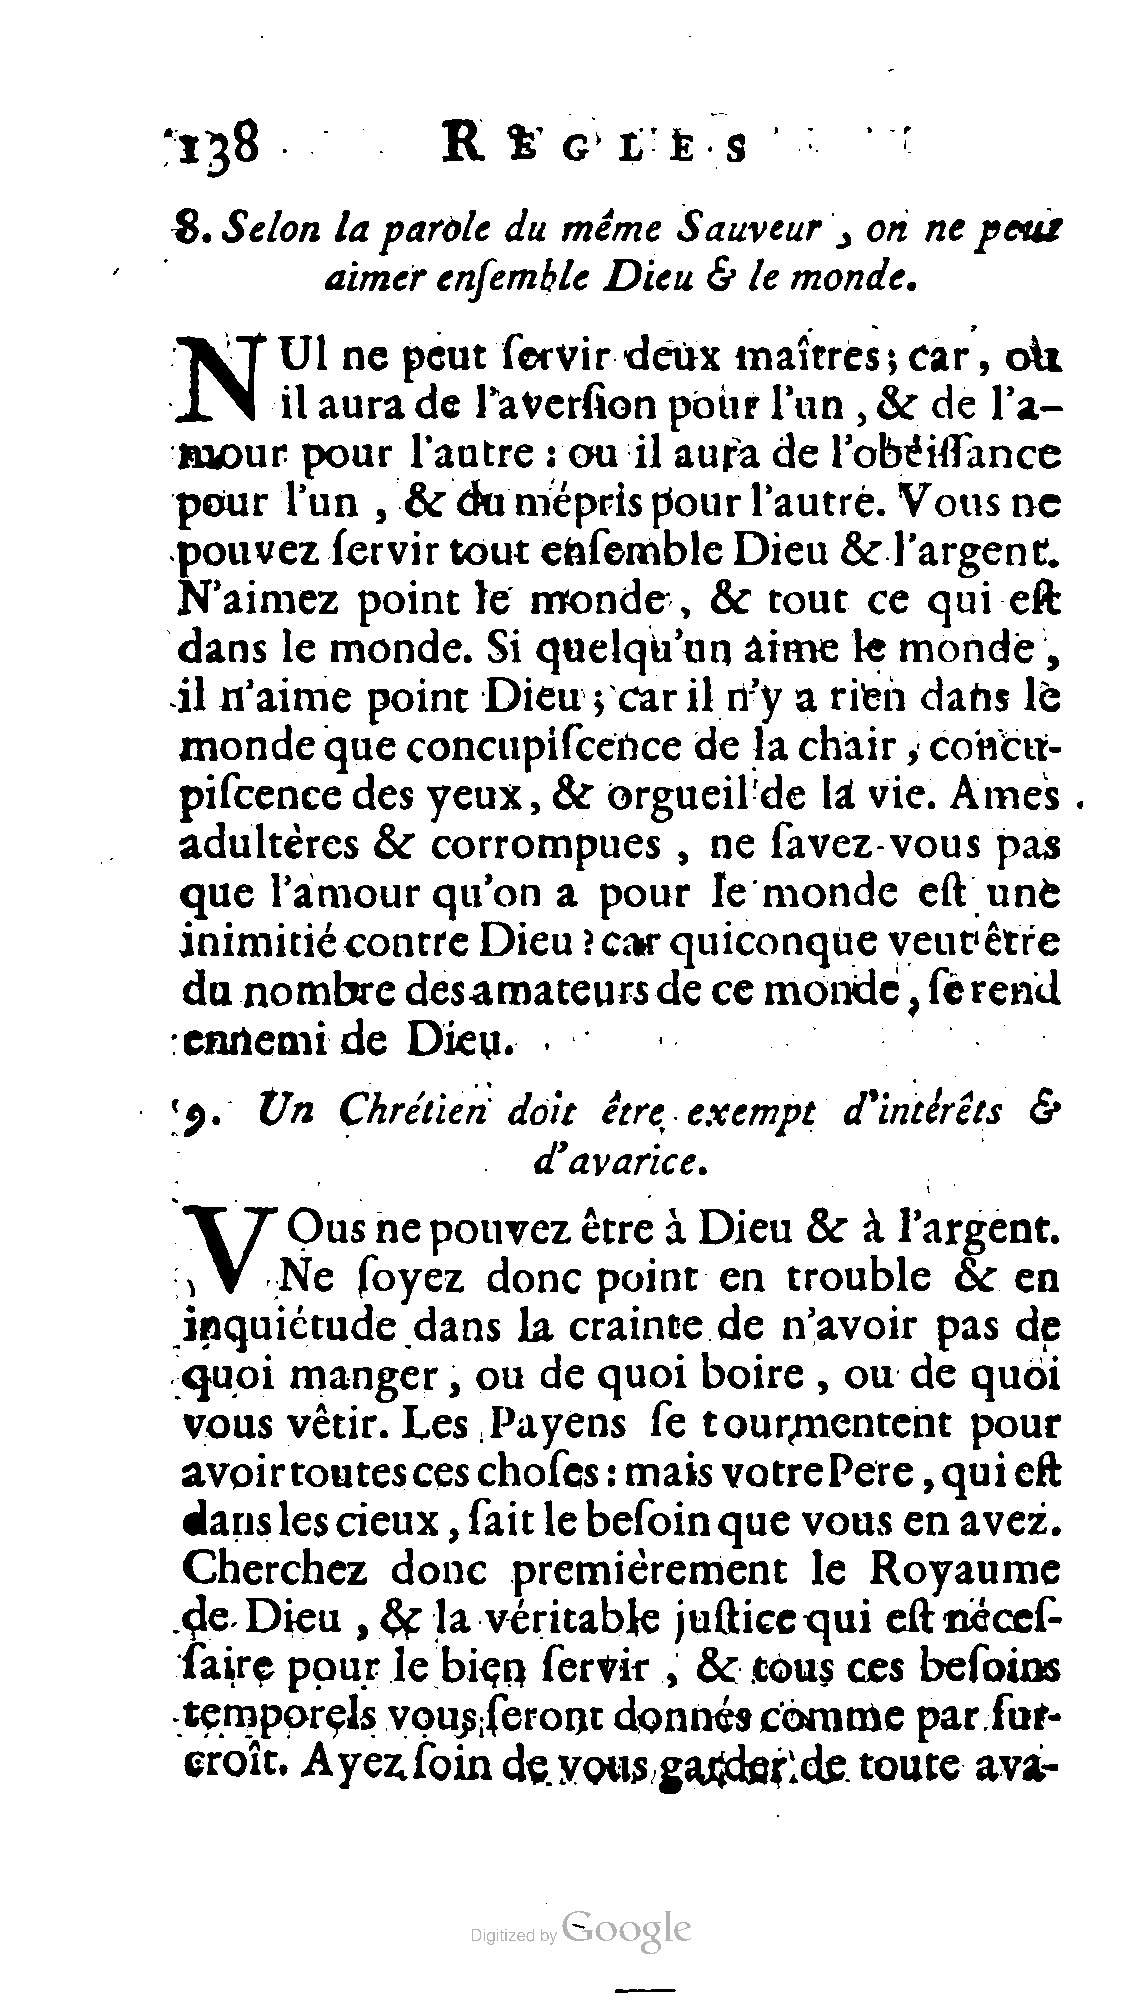 138 REGLES
8. Selon la parole du même Sauveur, on ne peut
aimer enſemble Dieu & le monde.
NUl ne peut ſervir deux maîtres; car, ou
il aura de l'averſion pour l'un, & de l'a-
mour pour l'autre : ou il aura de l'obéiſſance
pour l'un, & du mépris pour l'autre. Vous ne
pouvez ſervir tout enſemble Dieu & l'argent.
N'aimez point le monde, & tout ce qui eſt
dans le monde. Si quelqu'un aime le monde,
il n'aime point Dieu; car il n'y a rien dans le
monde que concupiſcence de la chair, concu-
piſcence des yeux, & orgueil de la vie. Ames
adultères & corrompues, ne ſavez-vous pas
que l'amour qu'on a pour le monde eſt une
inimitié contre Dieu ? car quiconque veut être
du nombre des amateurs de ce monde, ſe rend
ennemi de Dieu.
9. Un Chrétien doit être exempt d'intérêts &
d'avarice.
VOus ne pouvez être à Dieu & à l'argent.
Ne ſoyez donc point en trouble & en
inquiétude dans la crainte de n'avoir pas de
quoi manger, ou de quoi boire, ou de quoi
vous vêtir. Les Payens ſe tourmentent pour
avoir toutes ces choſes : mais votre Pere, qui eſt
dans les cieux, ſait le beſoin que vous en avez.
Cherchez donc premièrement le Royaume
de Dieu, & la véritable juſtice qui eſt néceſ-
ſaire pour le bien ſervir, & tous ces beſoins
temporels vous ſeront donnés comme par ſur-
croît. Ayez ſoin de vous garder de toute ava-
Digitized by Google